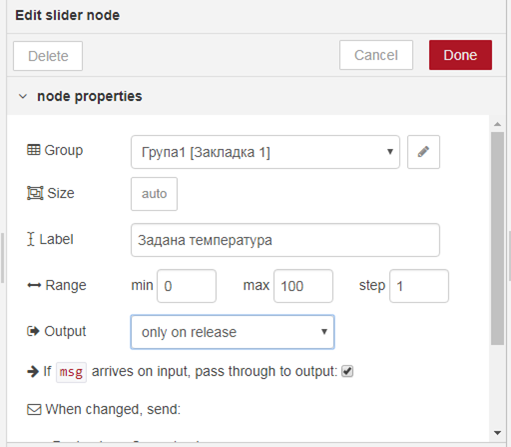 Edit slider node
Delete Cancel Done
node properties
Group Група1 [Закладка 1]
Size auto
Label Задана температура
Range min 0 max 100 step 1
Output only on release
If msg arrives on input, pass through to output:
When changed, send: